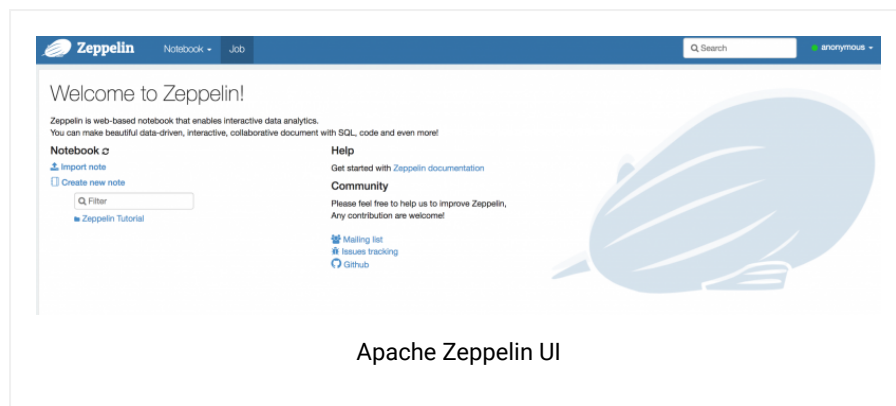 Zeppelin Notebook Job Search anonymous
Welcome to Zeppelin!
Zeppelin is web-based notebook that enables interactive data analytics.
You can make beautiful data-driven, interactive, collaborative document with SQL, code and even more!
Notebook
Import note
Create new note
Filter
Zeppelin Tutorial
Help
Get started with Zeppelin documentation
Community
Please feel free to help us to improve Zeppelin,
Any contribution are welcome!
Mailing list
Issues tracking
Github
Apache Zeppelin UI